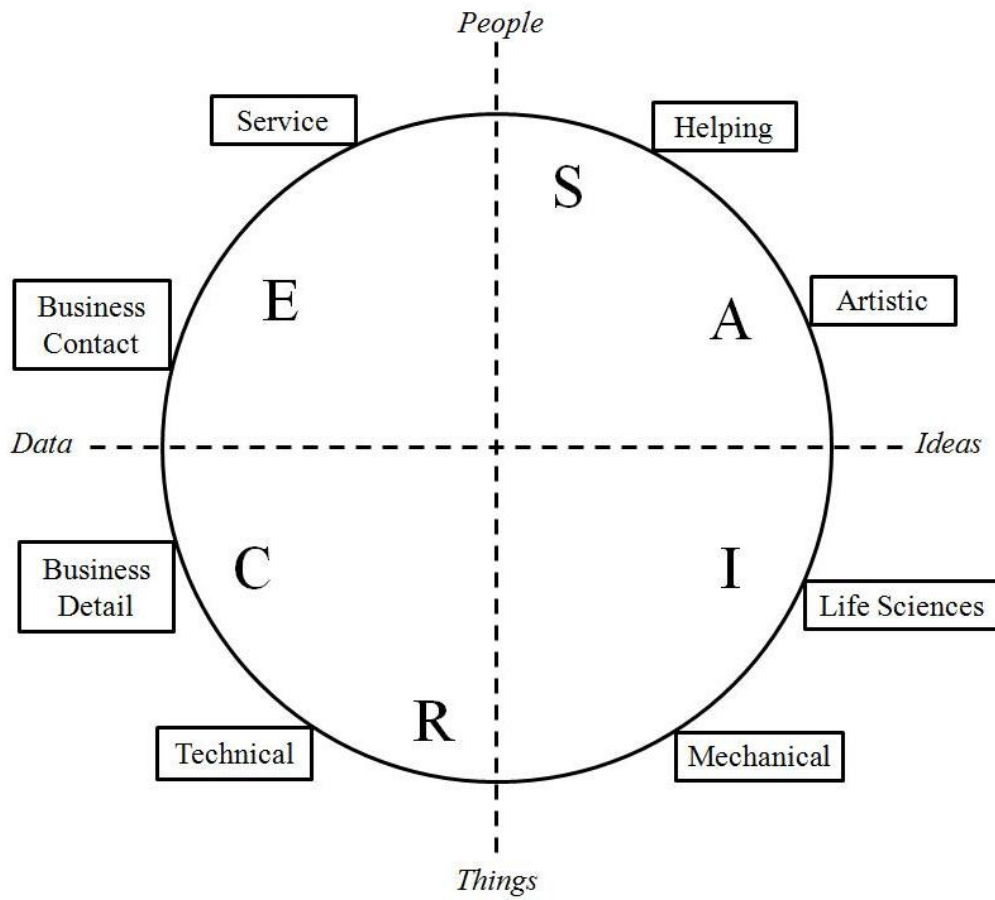 People
Service
Helping
S
Business
Contact
E
A
Artistic
Data
Ideas
Business
Detail
C
I
Life Sciences
R
Technical
Mechanical
Things